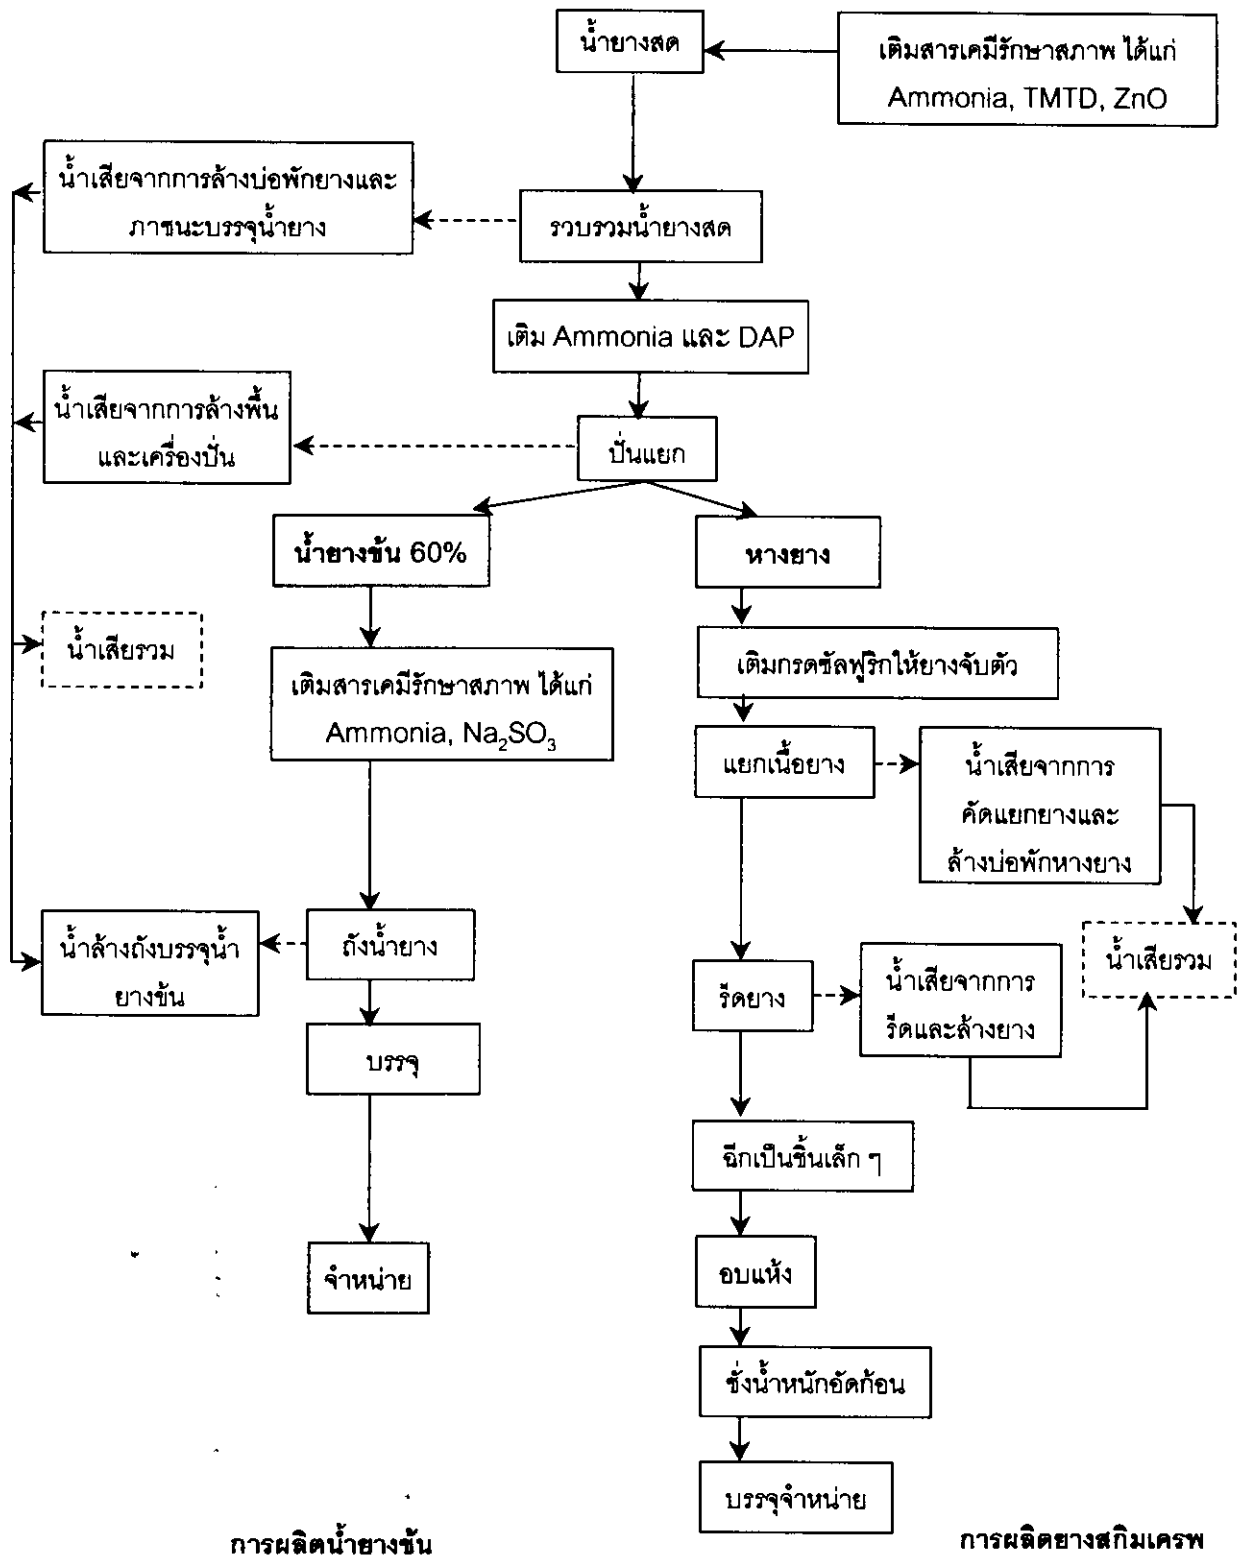 น้ำยางสด
เติมสารเคมีรักษาสภาพ ได้แก่
Ammonia, TMTD, ZnO
น้ำเสียจากการล้างบ่อพักยางและ
ภาชนะบรรจุน้ำยาง
รวบรวมน้ำยางสด
เติม Ammonia และ DAP
น้ำเสียจากการล้างพื้น
และเครื่องปั่น
ปั่นแยก
น้ำยางข้น 60%
หางยาง
น้ำเสียรวม
เติมสารเคมีรักษาสภาพ ได้แก่
Ammonia, Na₂SO₃
เติมกรดซัลฟูริกให้ยางจับตัว
แยกเนื้อยาง
น้ำเสียจากการ
คัดแยกยางและ
ล้างบ่อพักหางยาง
น้ำล้างถังบรรจุน้ำ
ยางข้น
ถังน้ำยาง
รีดยาง
น้ำเสียจากการ
รีดและล้างยาง
น้ำเสียรวม
บรรจุ
ฉีกเป็นชิ้นเล็ก ๆ
จำหน่าย
อบแห้ง
ชั่งน้ำหนักอัดก้อน
บรรจุจำหน่าย
การผลิตน้ำยางข้น
การผลิตยางสกิมเครพ